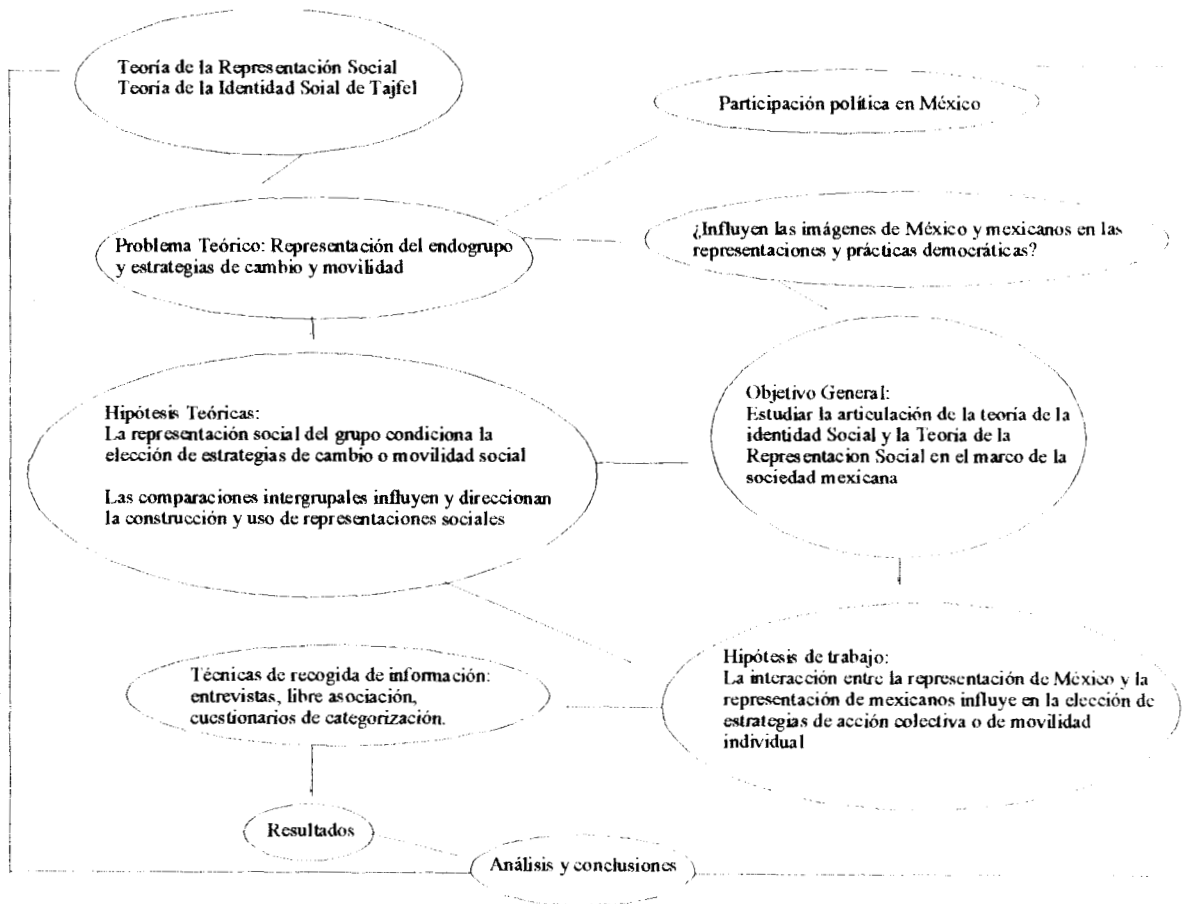 Teoría de la Representación Social
Teoría de la Identidad Soial de Tajfel
Participación política en México
Problema Teórico: Representación del endogrupo
y estrategias de cambio y movilidad
¿Influyen las imágenes de México y mexicanos en las
representaciones y prácticas democráticas?
Hipótesis Teóricas:
La representación social del grupo condiciona la
elección de estrategias de cambio o movilidad social
Las comparaciones intergrupales influyen y direccionan
la construcción y uso de representaciones sociales
Objetivo General:
Estudiar la articulación de la teoría de la
identidad Social y la Teoría de la
Representacion Social en el marco de la
sociedad mexicana
Técnicas de recogida de información:
entrevistas, libre asociación,
cuestionarios de categorización.
Hipótesis de trabajo:
La interacción entre la representación de México y la
representación de mexicanos influye en la elección de
estrategias de acción colectiva o de movilidad
individual
Resultados
Análisis y conclusiones